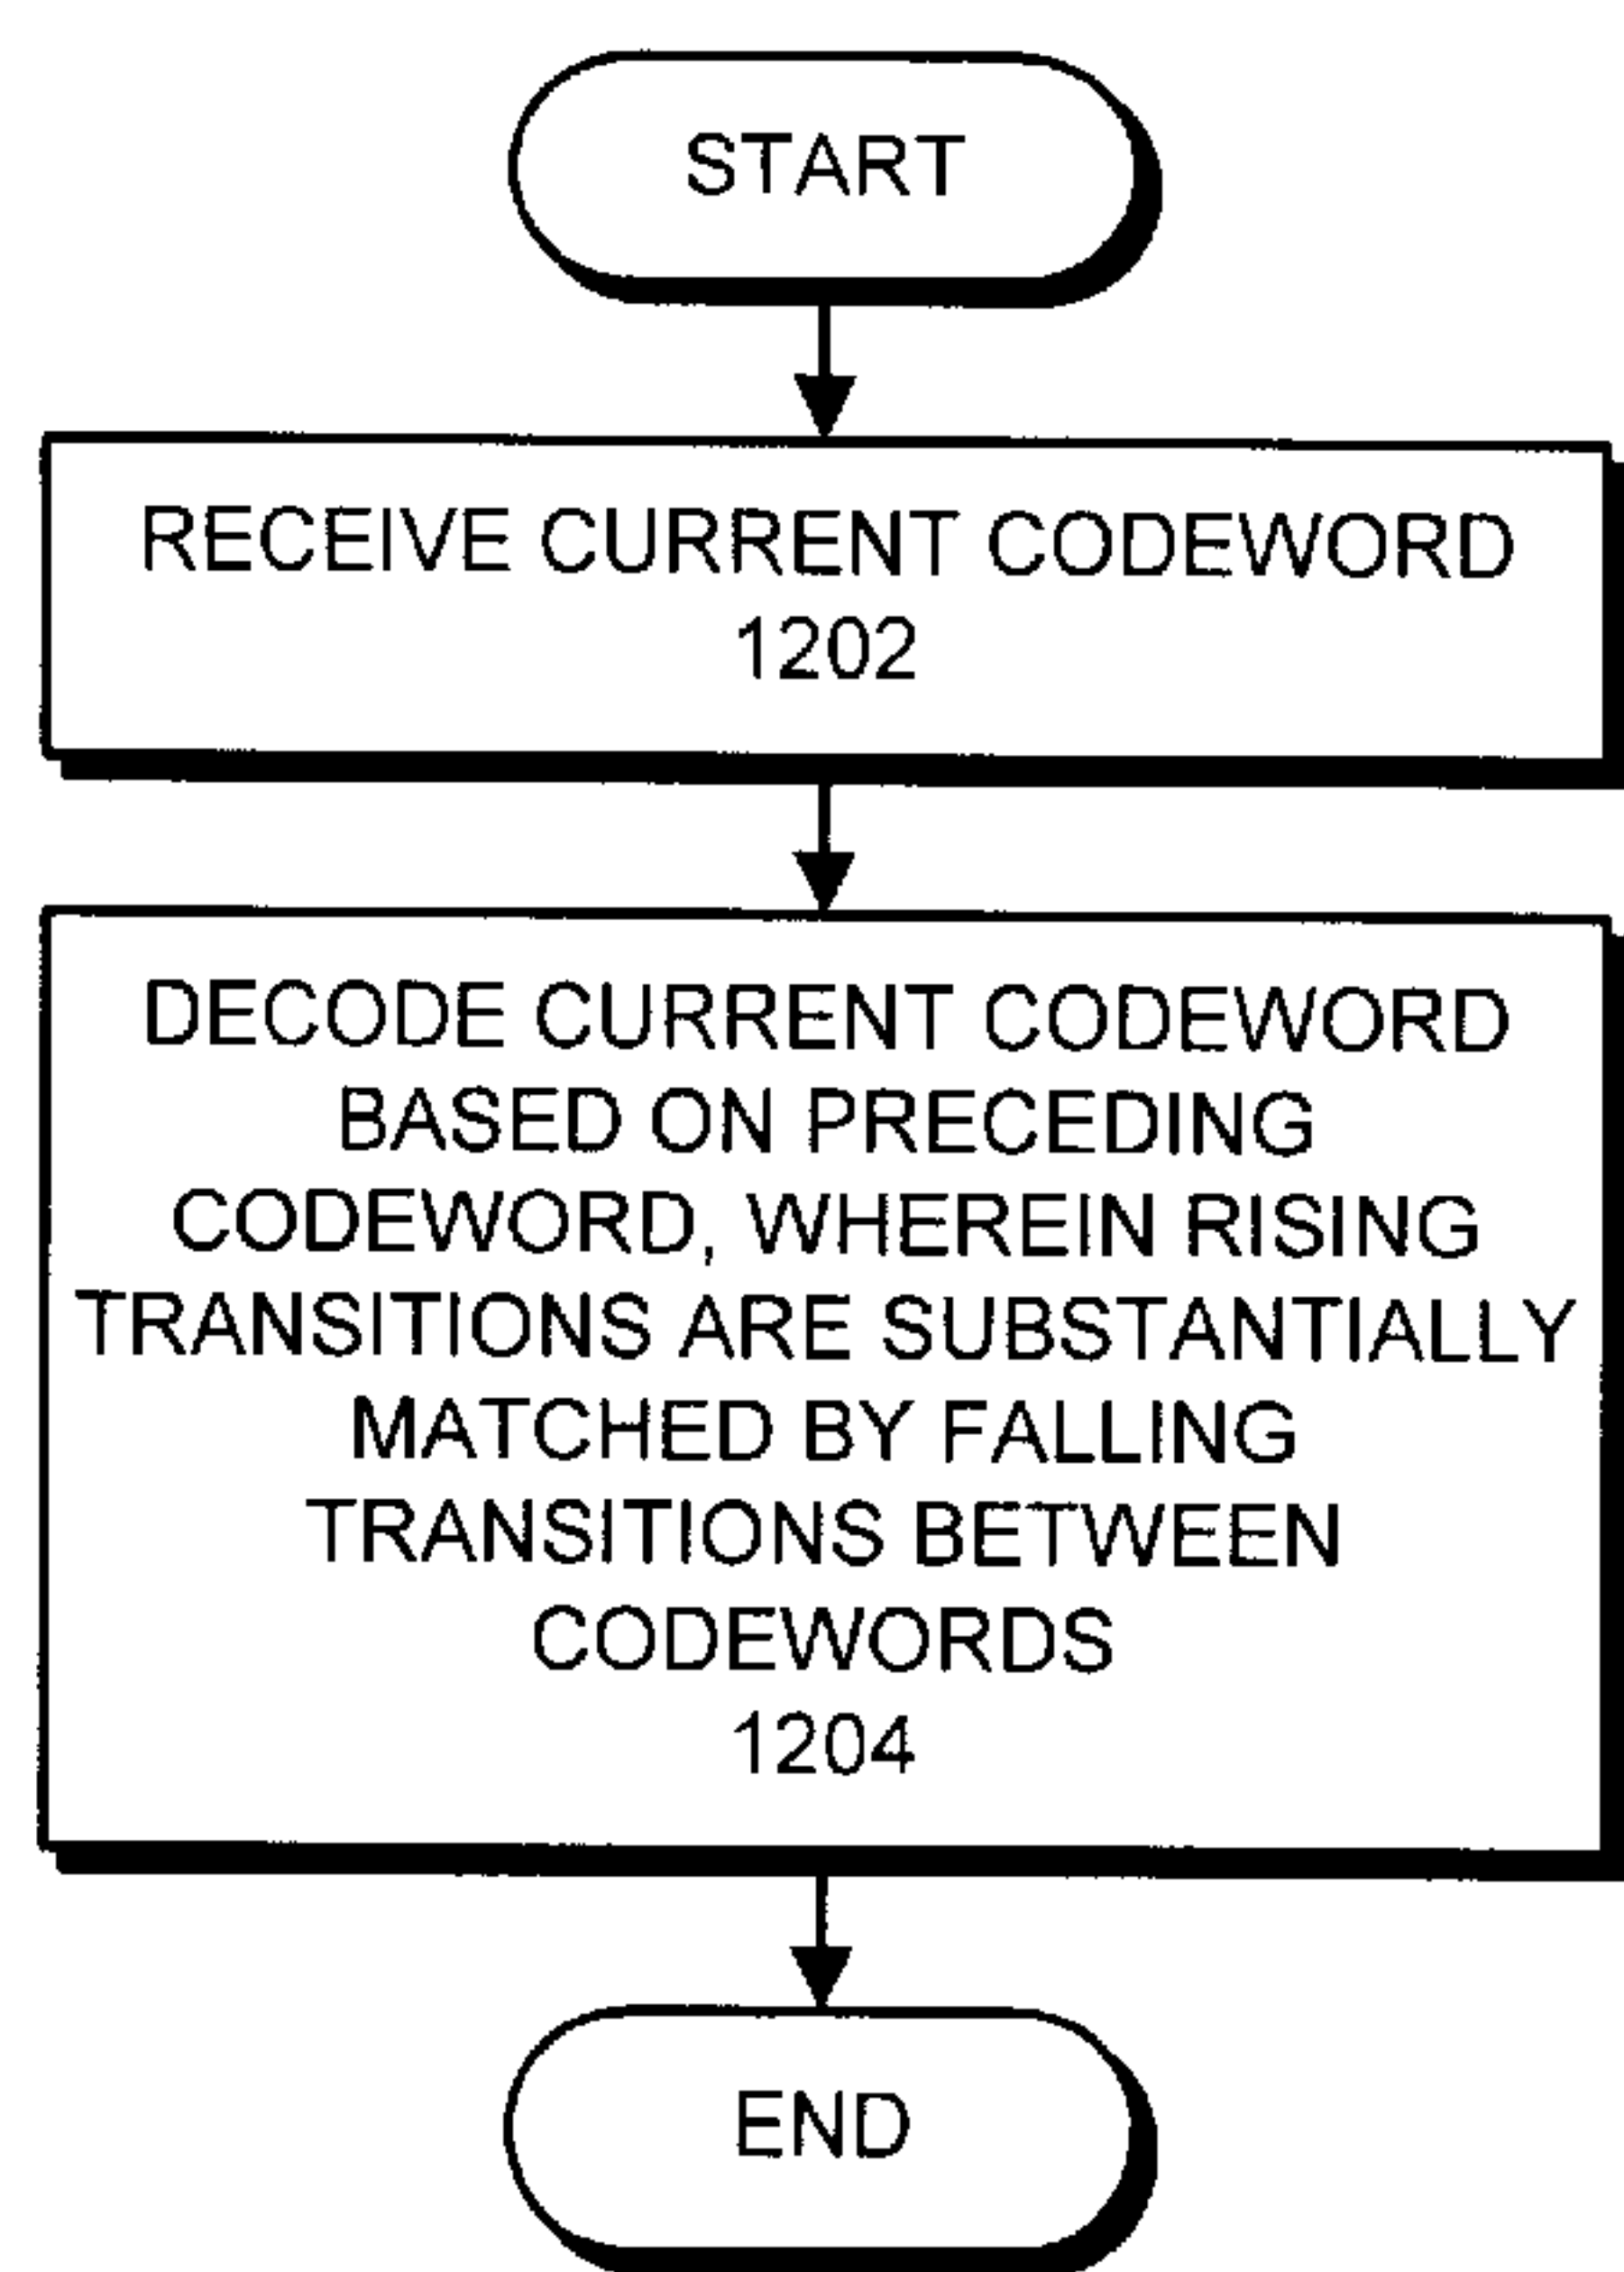 START
RECEIVE CURRENT CODEWORD
1202
DECODE CURRENT CODEWORD
BASED ON PRECEDING
CODEWORD, WHEREIN RISING
TRANSITIONS ARE SUBSTANTIALLY
MATCHED BY FALLING
TRANSITIONS BETWEEN
CODEWORDS
1204
END